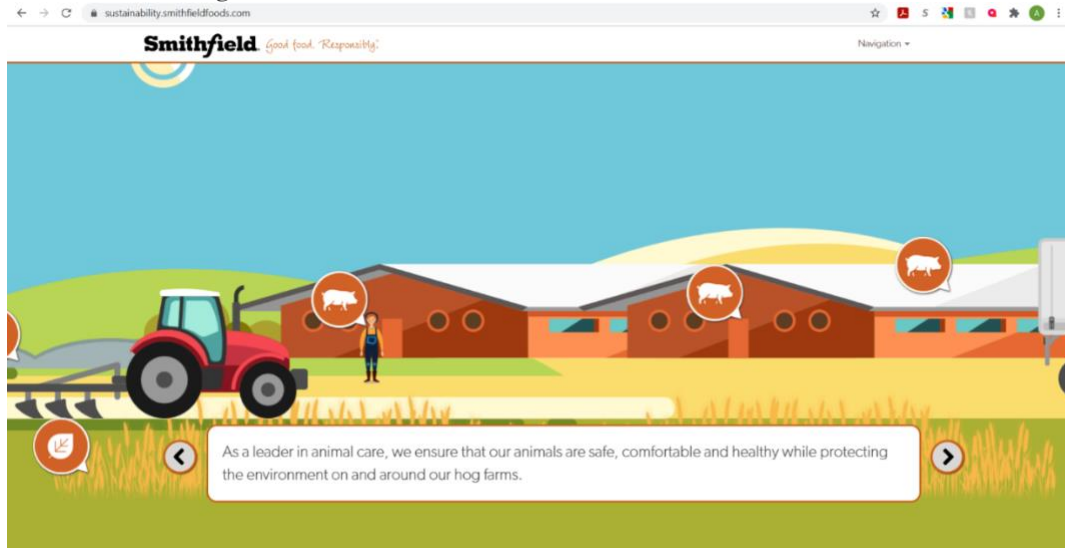 sustainability.smithfieldfoods.com
Smithfield. Good food. Responsibly.
Navigation
As a leader in animal care, we ensure that our animals are safe, comfortable and healthy while protecting
the environment on and around our hog farms.